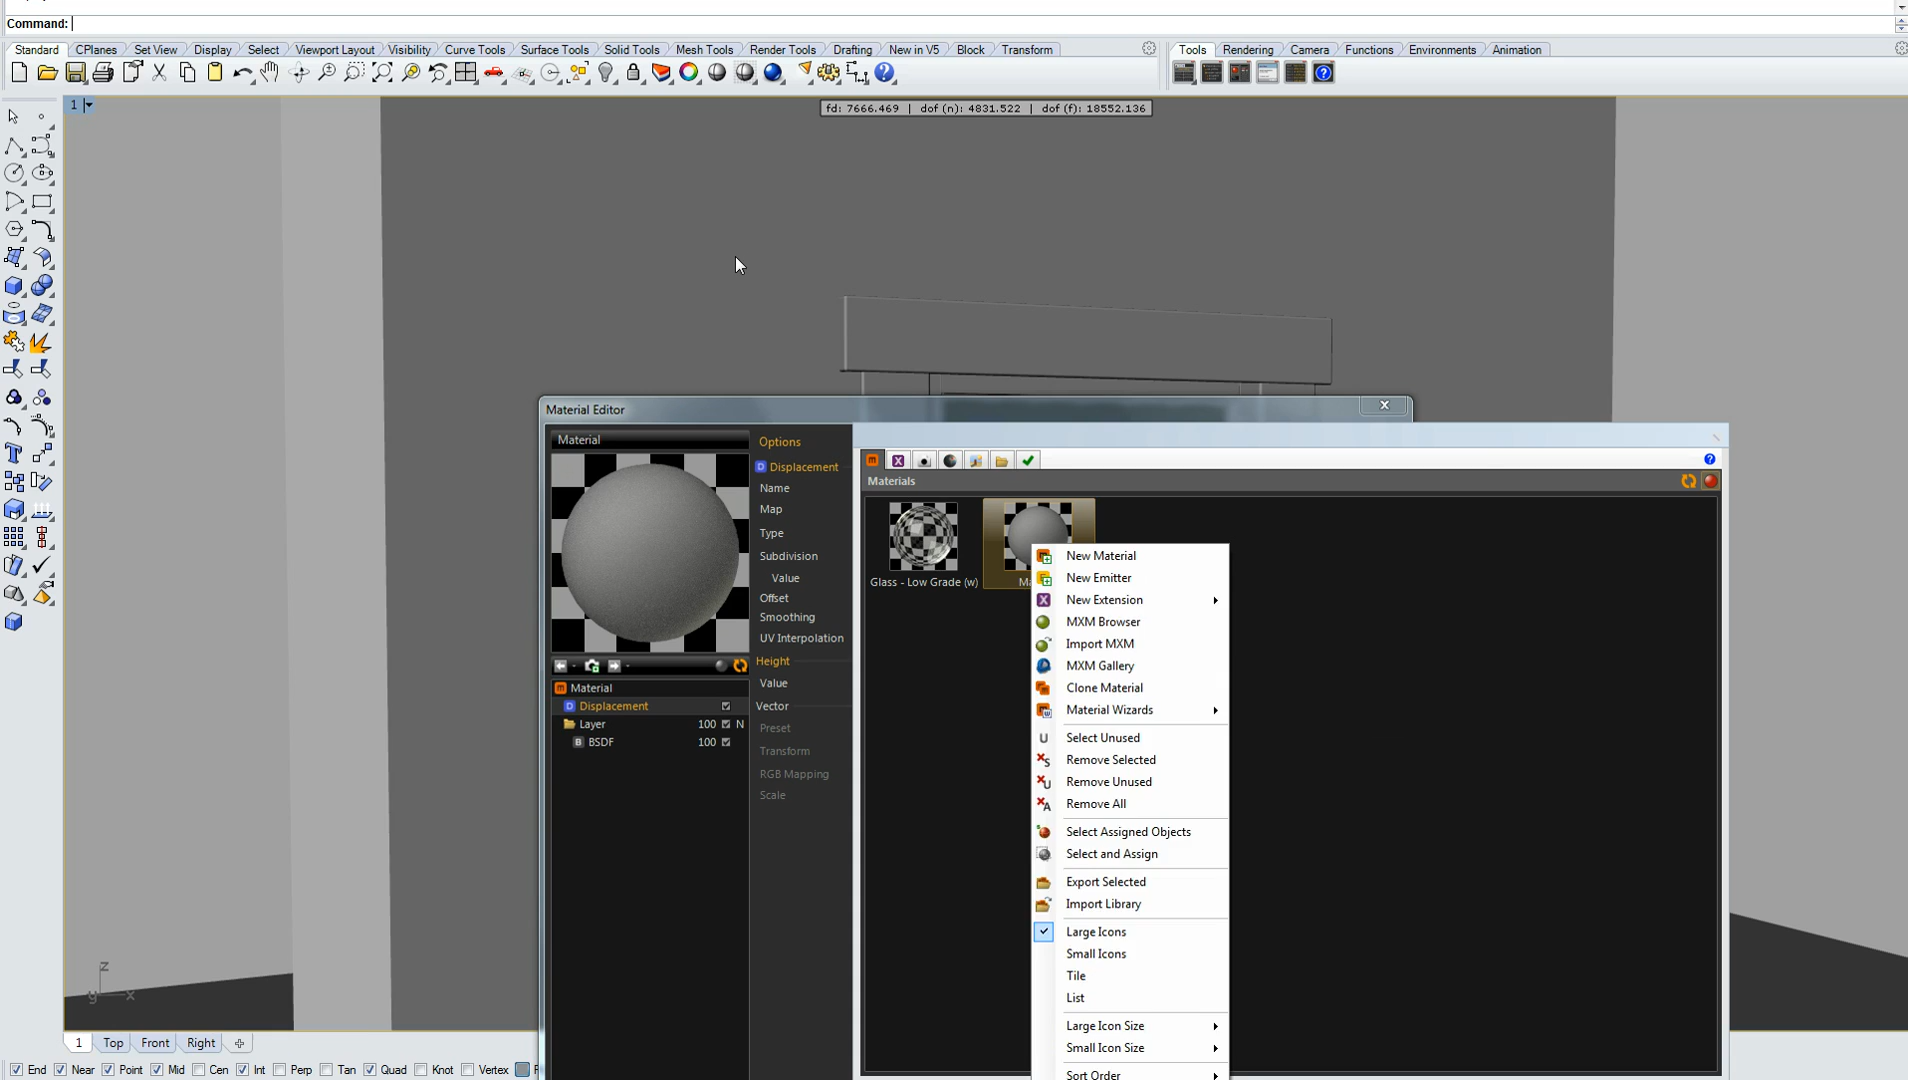 Command:
Standard CPlanes Set View Display Select Viewport Layout Visibility Curve Tools Surface Tools Solid Tools Mesh Tools Render Tools Drafting New in V5 Block Transform
Tools Rendering Camera Functions Environments Animation
1
fd: 7666.469 | dof (n): 4831.522 | dof (f): 18552.136
Material Editor
Material
Options
Displacement
Name
Map
Type
Subdivision
Value
Offset
Smoothing
UV Interpolation
Height
Value
Vector
Preset
Transform
RGB Mapping
Scale
Material
Displacement
Layer 100 N
BSDF 100
Materials
Glass - Low Grade (w)
New Material
New Emitter
New Extension
MXM Browser
Import MXM
MXM Gallery
Clone Material
Material Wizards
Select Unused
Remove Selected
Remove Unused
Remove All
Select Assigned Objects
Select and Assign
Export Selected
Import Library
Large Icons
Small Icons
Tile
List
Large Icon Size
Small Icon Size
Sort Order
z
y x
1 Top Front Right
End Near Point Mid Cen Int Perp Tan Quad Knot Vertex